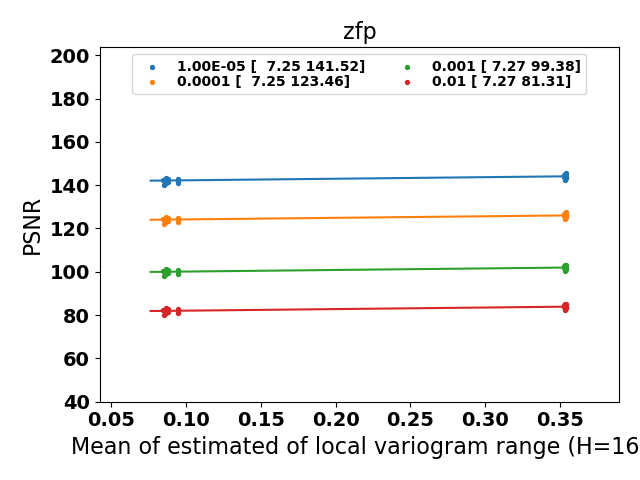 zfp
1.00E-05 [  7.25 141.52]
0.0001 [  7.25 123.46]
0.001 [ 7.27 99.38]
0.01 [ 7.27 81.31]
200
180
160
140
120
100
80
60
40
PSNR
0.05 0.10 0.15 0.20 0.25 0.30 0.35
Mean of estimated of local variogram range (H=16